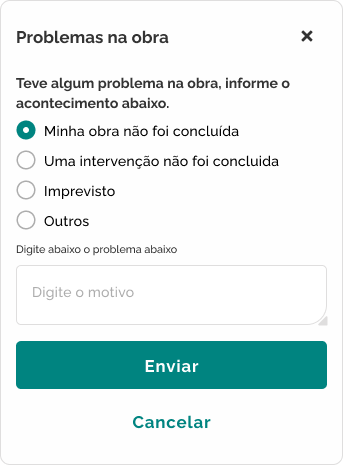 Problemas na obra
Teve algum problema na obra, informe o
acontecimento abaixo.
Minha obra não foi concluída
Uma intervenção não foi concluida
Imprevisto
Outros
Digite abaixo o problema abaixo
Digite o motivo
Enviar
Cancelar